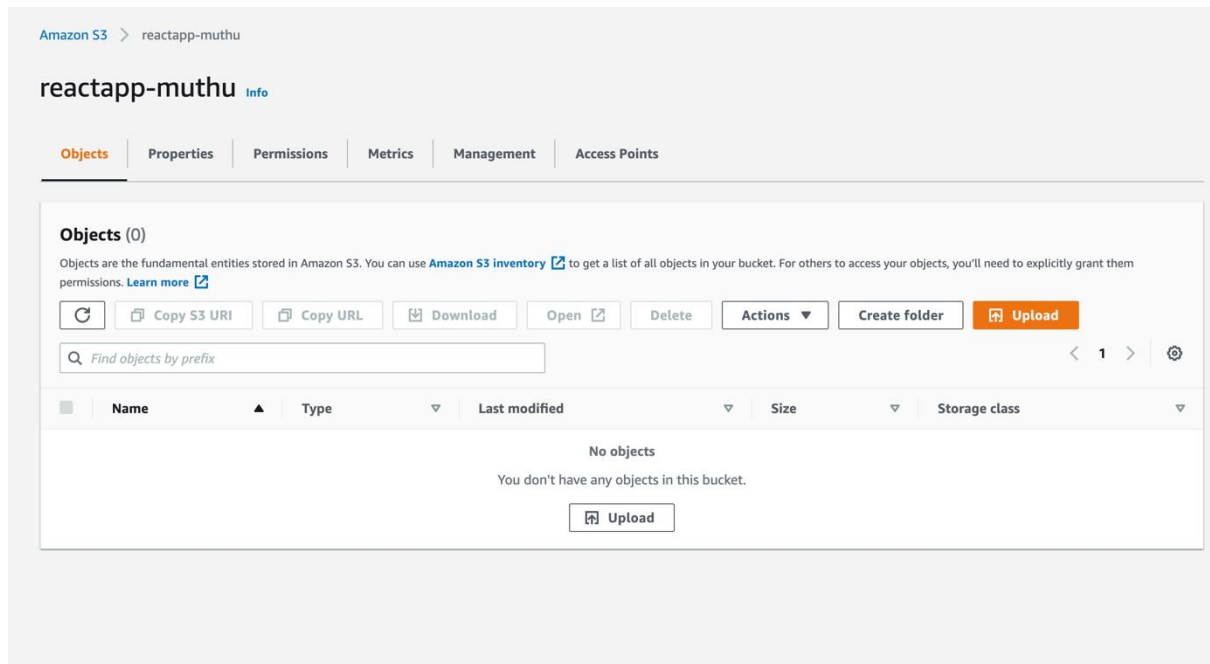 Amazon S3 > reactapp-muthu
reactapp-muthu Info
Objects Properties Permissions Metrics Management Access Points
Objects (0)
Objects are the fundamental entities stored in Amazon S3. You can use Amazon S3 inventory to get a list of all objects in your bucket. For others to access your objects, you'll need to explicitly grant them
permissions. Learn more
Copy S3 URI Copy URL Download Open Delete Actions Create folder Upload
Find objects by prefix 1
Name Type Last modified Size Storage class
No objects
You don't have any objects in this bucket.
Upload